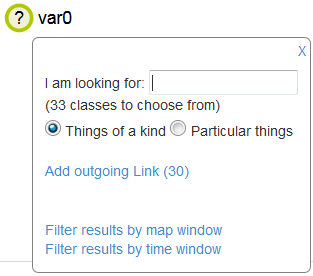 ? var0
X
I am looking for:
(33 classes to choose from)
Things of a kind Particular things
Add outgoing Link (30)
Filter results by map window
Filter results by time window